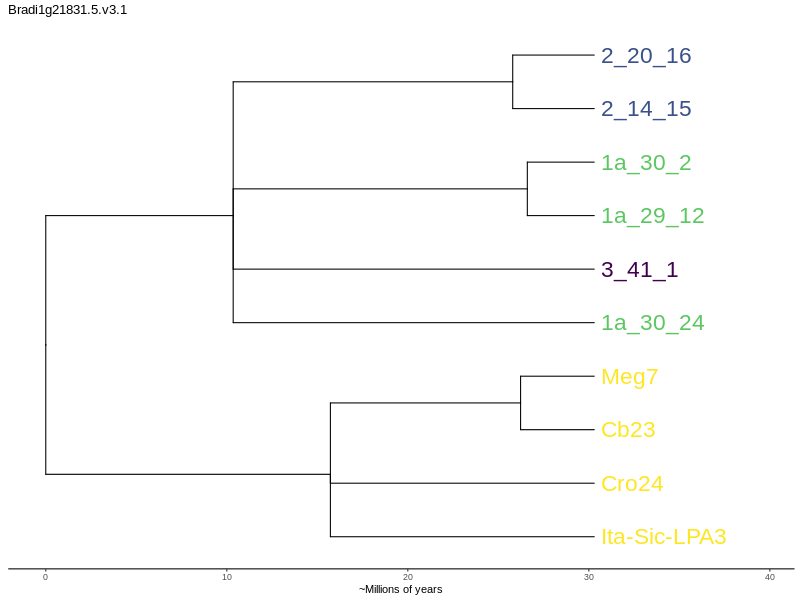 Bradi1g21831.5.v3.1
2_20_16
2_14_15
1a_30_2
1a_29_12
3_41_1
1a_30_24
Meg7
Cb23
Cro24
Ita-Sic-LPA3
0 10 20 30 40
~Millions of years